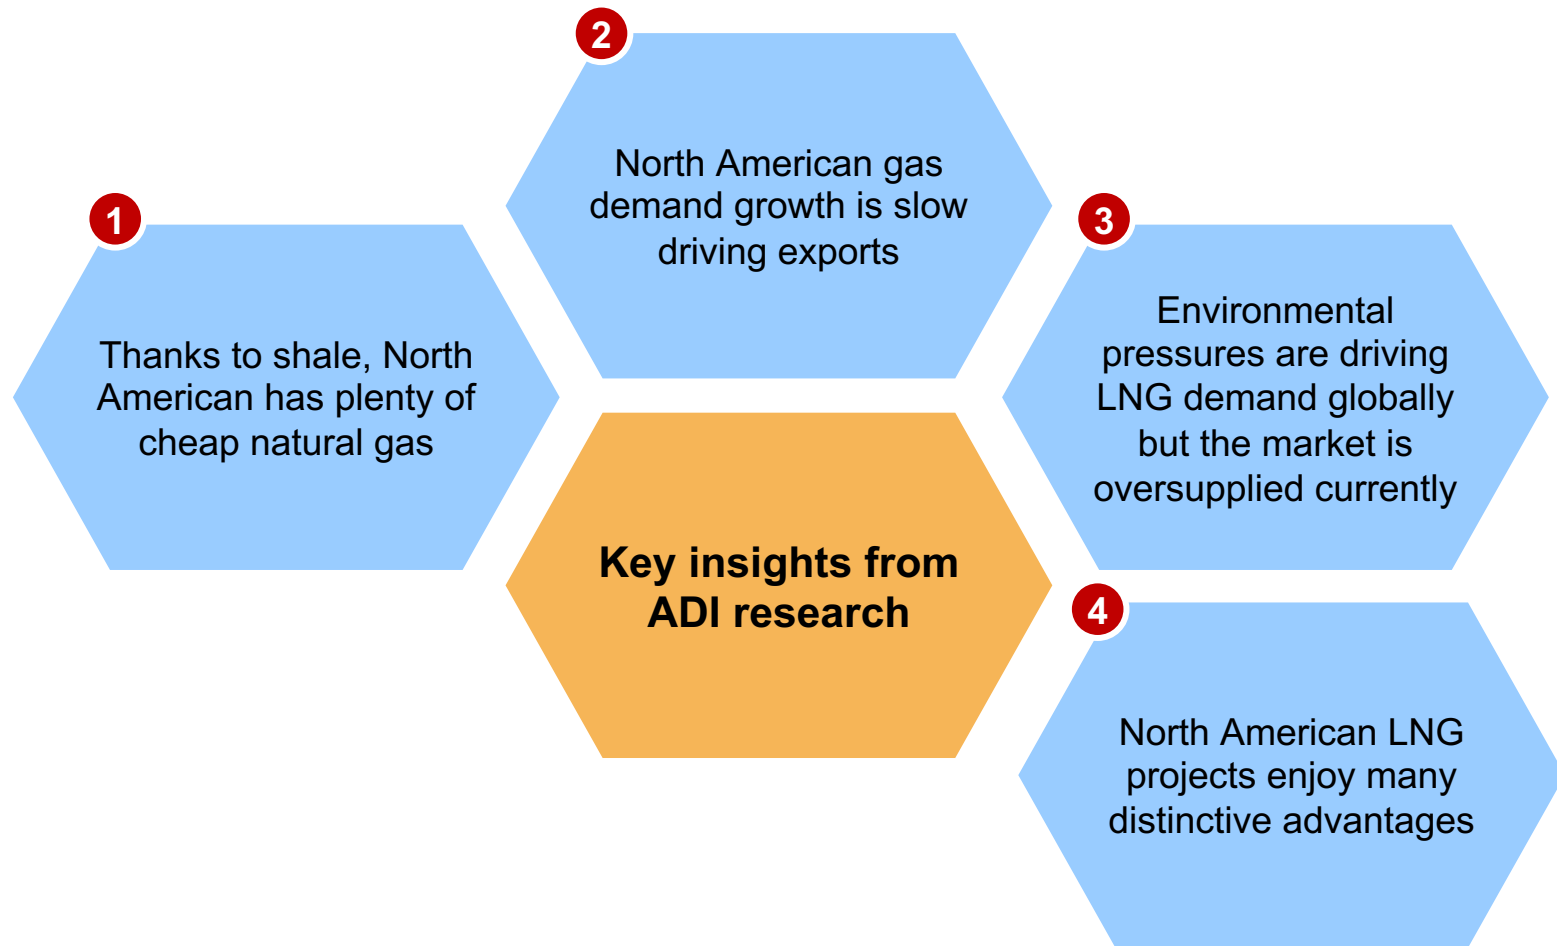 1
Thanks to shale, North
American has plenty of
cheap natural gas
2
North American gas
demand growth is slow
driving exports
3
Environmental
pressures are driving
LNG demand globally
but the market is
oversupplied currently
Key insights from
ADI research
4
North American LNG
projects enjoy many
distinctive advantages